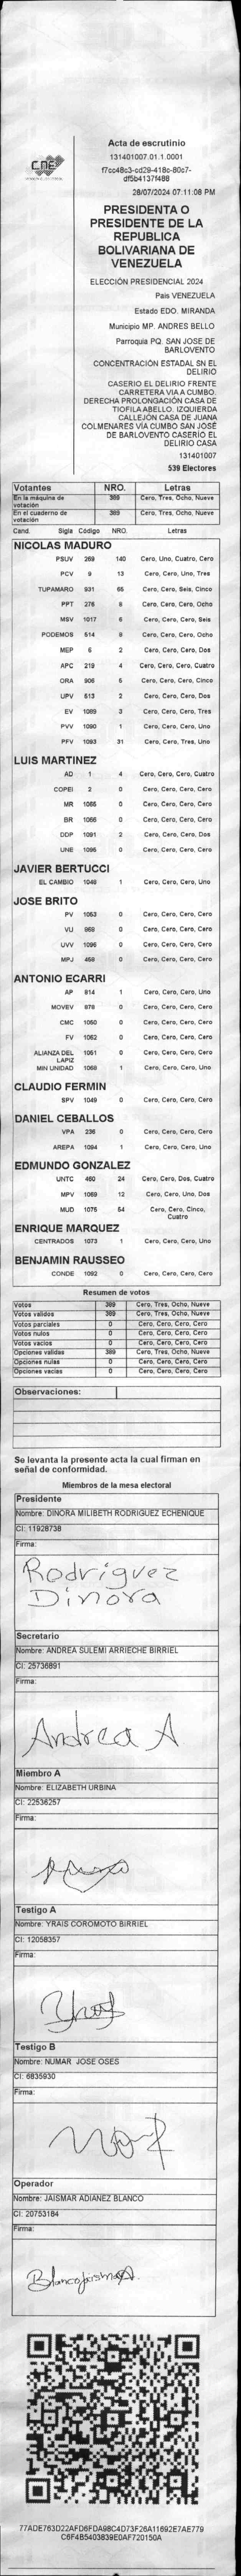 CNE
Acta de escrutinio
131401007.01.1.0001
f7cc48c3-cd29-418c-80c7-
df5b4137f488
28/07/2024 07:11:08 PM
PRESIDENTA O
PRESIDENTE DE LA
REPUBLICA
BOLIVARIANA DE
VENEZUELA
ELECCIÓN PRESIDENCIAL 2024
Pais VENEZUELA
Estado EDO. MIRANDA
Municipio MP. ANDRES BELLO
Parroquia PQ. SAN JOSE DE
BARLOVENTO
CONCENTRACIÓN ESTADAL SN EL
DELIRIO
CASERIO EL DELIRIO FRENTE
CARRETERA VIA A CUMBO.
DERECHA PROLONGACIÓN CASA DE
TIOFILA ABELLO. IZQUIERDA
CALLEJÓN CASA DE JUANA
COLMENARES VÍA CUMBO SAN JOSÉ
DE BARLOVENTO CASERÍO EL
DELIRIO CASA
131401007
539 Electores
Votantes NRO. Letras
En la máquina de votación 389 Cero, Tres, Ocho, Nueve
En el cuaderno de votación 389 Cero, Tres, Ocho, Nueve
Cand. Sigla Código NRO. Letras
NICOLAS MADURO
PSUV 269 140 Cero, Uno, Cuatro, Cero
PCV 9 13 Cero, Cero, Uno, Tres
TUPAMARO 931 65 Cero, Cero, Seis, Cinco
PPT 276 8 Cero, Cero, Cero, Ocho
MSV 1017 6 Cero, Cero, Cero, Seis
PODEMOS 514 8 Cero, Cero, Cero, Ocho
MEP 6 2 Cero, Cero, Cero, Dos
APC 219 4 Cero, Cero, Cero, Cuatro
ORA 906 5 Cero, Cero, Cero, Cinco
UPV 513 2 Cero, Cero, Cero, Dos
EV 1089 3 Cero, Cero, Cero, Tres
PVV 1090 1 Cero, Cero, Cero, Uno
PFV 1093 31 Cero, Cero, Tres, Uno
LUIS MARTINEZ
AD 1 4 Cero, Cero, Cero, Cuatro
COPEI 2 0 Cero, Cero, Cero, Cero
MR 1055 0 Cero, Cero, Cero, Cero
BR 1066 0 Cero, Cero, Cero, Cero
DDP 1091 2 Cero, Cero, Cero, Dos
UNE 1095 0 Cero, Cero, Cero, Cero
JAVIER BERTUCCI
EL CAMBIO 1048 1 Cero, Cero, Cero, Uno
JOSE BRITO
PV 1053 0 Cero, Cero, Cero, Cero
VU 969 0 Cero, Cero, Cero, Cero
UVV 1096 0 Cero, Cero, Cero, Cero
MPJ 458 0 Cero, Cero, Cero, Cero
ANTONIO ECARRI
AP 814 1 Cero, Cero, Cero, Uno
MOVEV 878 0 Cero, Cero, Cero, Cero
CMC 1050 0 Cero, Cero, Cero, Cero
FV 1052 0 Cero, Cero, Cero, Cero
ALIANZA DEL LAPIZ 1051 0 Cero, Cero, Cero, Cero
MIN UNIDAD 1068 1 Cero, Cero, Cero, Uno
CLAUDIO FERMIN
SPV 1049 0 Cero, Cero, Cero, Cero
DANIEL CEBALLOS
VPA 236 0 Cero, Cero, Cero, Cero
AREPA 1094 1 Cero, Cero, Cero, Uno
EDMUNDO GONZALEZ
UNTC 460 24 Cero, Cero, Dos, Cuatro
MPV 1069 12 Cero, Cero, Uno, Dos
MUD 1075 54 Cero, Cero, Cinco, Cuatro
ENRIQUE MARQUEZ
CENTRADOS 1073 1 Cero, Cero, Cero, Uno
BENJAMIN RAUSSEO
CONDE 1092 0 Cero, Cero, Cero, Cero
Resumen de votos
Votos 389 Cero, Tres, Ocho, Nueve
Votos validos 389 Cero, Tres, Ocho, Nueve
Votos parciales 0 Cero, Cero, Cero, Cero
Votos nulos 0 Cero, Cero, Cero, Cero
Votos vacios 0 Cero, Cero, Cero, Cero
Opciones validas 389 Cero, Tres, Ocho, Nueve
Opciones nulas 0 Cero, Cero, Cero, Cero
Opciones vacias 0 Cero, Cero, Cero, Cero
Observaciones:
Se levanta la presente acta la cual firman en
señal de conformidad.
Miembros de la mesa electoral
Presidente
Nombre: DINORA MILIBETH RODRIGUEZ ECHENIQUE
CI: 11928738
Firma:
Rodríguez
Dinora
Secretario
Nombre: ANDREA SULEMI ARRIECHE BIRRIEL
CI: 25736891
Firma:
Andrea A
Miembro A
Nombre: ELIZABETH URBINA
CI: 22536257
Firma:
Testigo A
Nombre: YRAIS COROMOTO BIRRIEL
CI: 12058357
Firma:
Testigo B
Nombre: NUMAR JOSE OSES
CI: 6835930
Firma:
Operador
Nombre: JAISMAR ADIANEZ BLANCO
CI: 20753184
Firma:
77ADE763D22AFD6FDA98C4D73F26A11692E7AE779
C6F4B5403839E0AF720150A